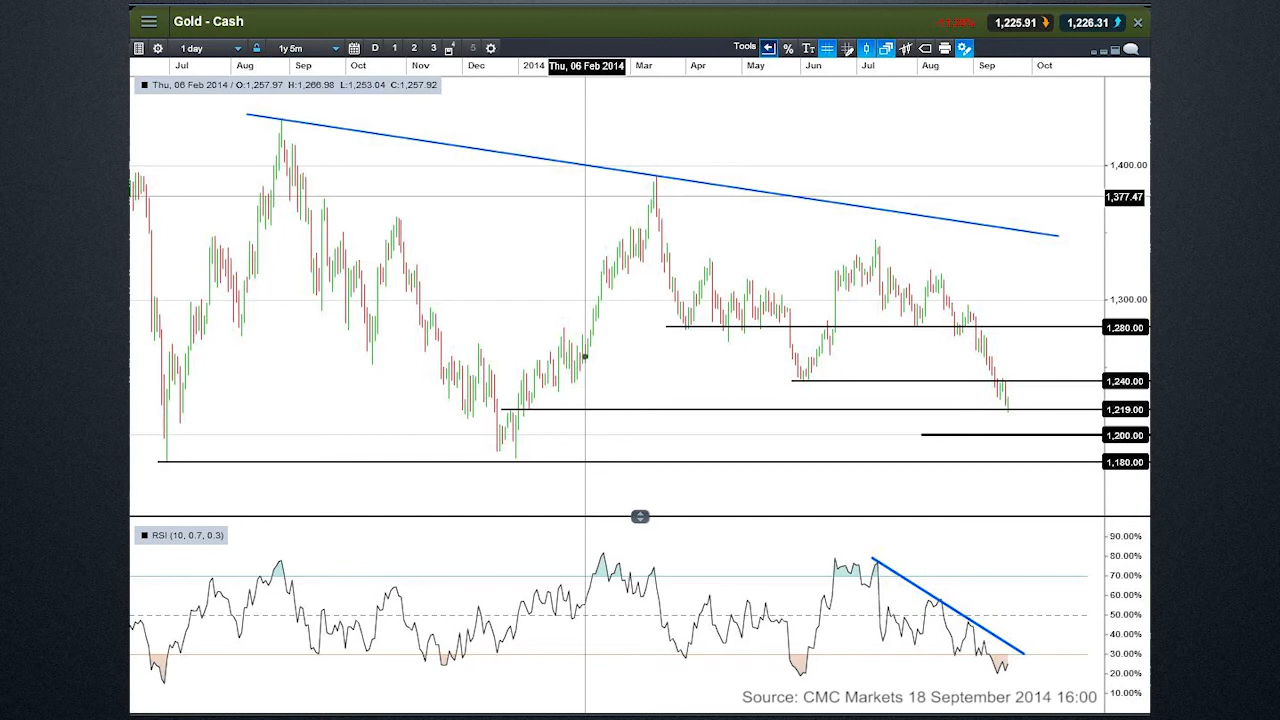 Gold - Cash
1,225.91
1,226.31
1 day
1y 5m
D
1
2
3
5
Tools
Jul
Aug
Sep
Oct
Nov
Dec
2014
Thu, 06 Feb 2014
Mar
Apr
May
Jun
Jul
Aug
Sep
Oct
Thu, 06 Feb 2014 / O:1,257.97 H:1,266.98 L:1,253.04 C:1,257.92
1,400.00
1,377.47
1,300.00
1,280.00
1,240.00
1,219.00
1,200.00
1,180.00
RSI (10, 0.7, 0.3)
90.00%
80.00%
70.00%
60.00%
50.00%
40.00%
30.00%
20.00%
10.00%
Source: CMC Markets 18 September 2014 16:00